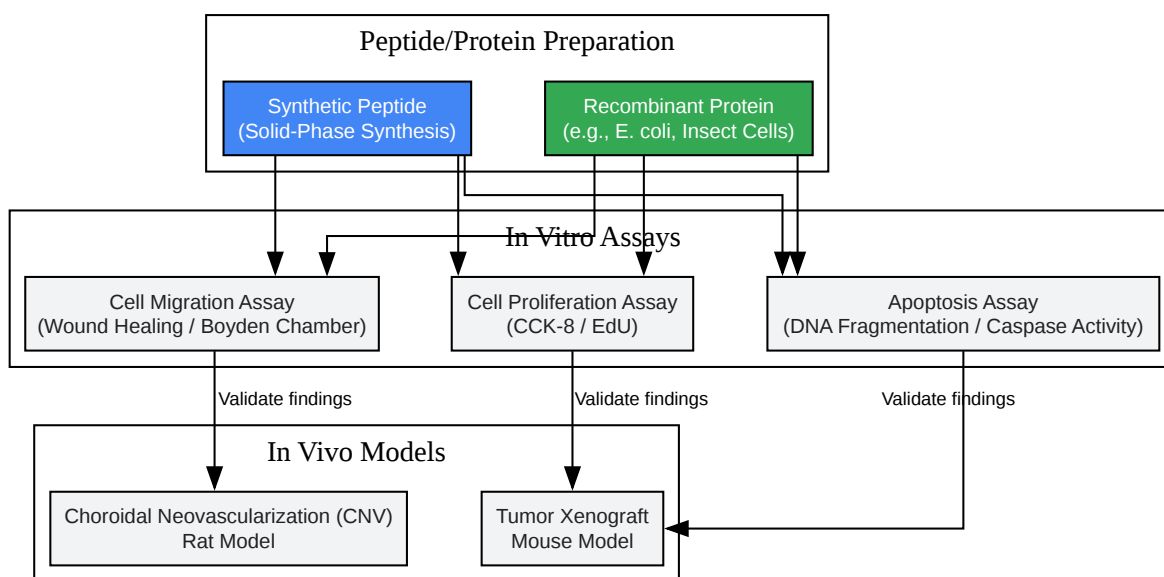 Peptide/Protein Preparation
Synthetic Peptide
(Solid-Phase Synthesis)
Recombinant Protein
(e.g., E. coli, Insect Cells)
In Vitro Assays
Cell Migration Assay
(Wound Healing / Boyden Chamber)
Cell Proliferation Assay
(CCK-8 / EdU)
Apoptosis Assay
(DNA Fragmentation / Caspase Activity)
Validate findings
Validate findings
Validate findings
In Vivo Models
Choroidal Neovascularization (CNV)
Rat Model
Tumor Xenograft
Mouse Model